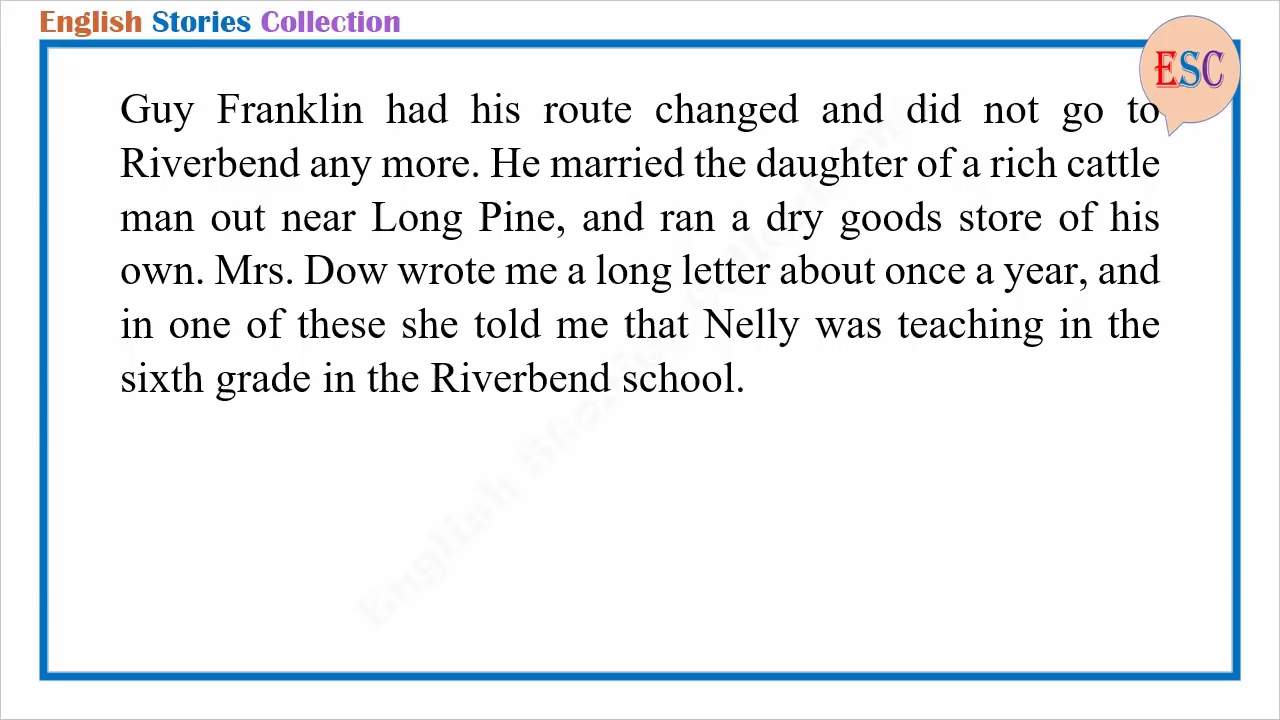 English Stories Collection
ESC
Guy Franklin had his route changed and did not go to
Riverbend any more. He married the daughter of a rich cattle
man out near Long Pine, and ran a dry goods store of his
own. Mrs. Dow wrote me a long letter about once a year, and
in one of these she told me that Nelly was teaching in the
sixth grade in the Riverbend school.
English Stories Collection